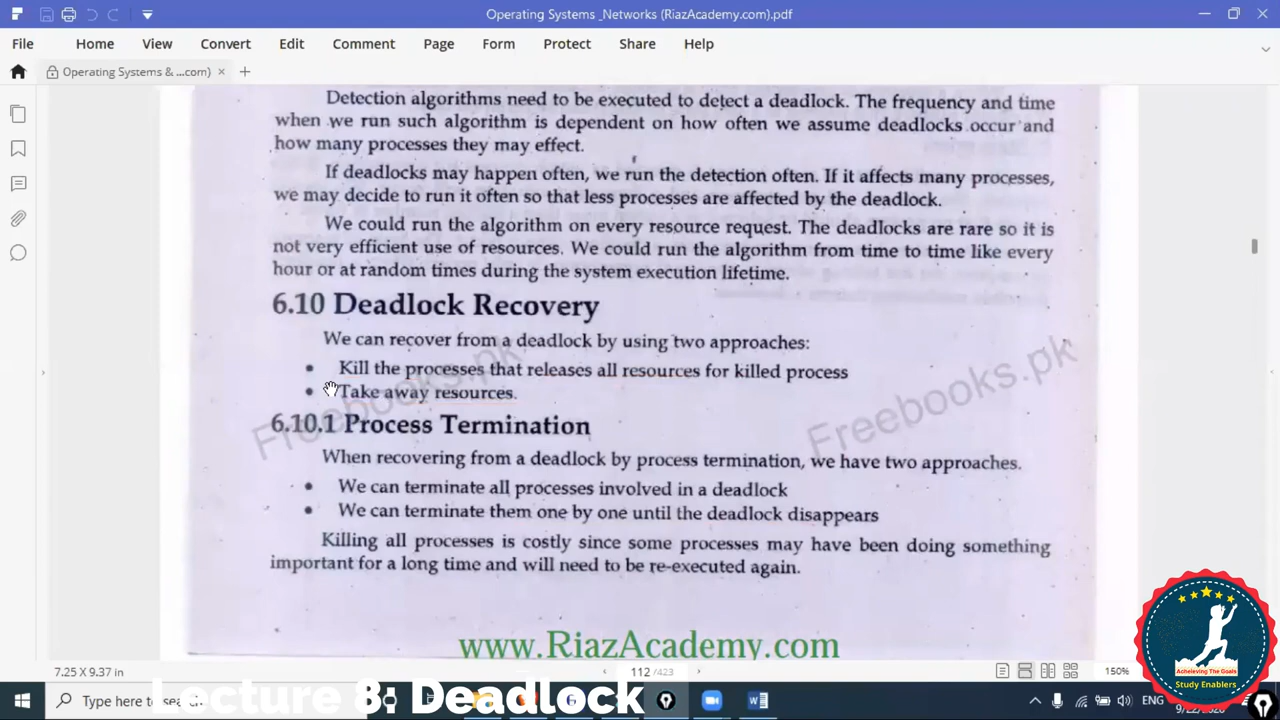 Operating Systems _Networks (RiazAcademy.com).pdf
File Home View Convert Edit Comment Page Form Protect Share Help
Operating Systems & ...com) × +
Detection algorithms need to be executed to detect a deadlock. The frequency and time
when we run such algorithm is dependent on how often we assume deadlocks occur and
how many processes they may effect.
If deadlocks may happen often, we run the detection often. If it affects many processes,
we may decide to run it often so that less processes are affected by the deadlock.
We could run the algorithm on every resource request. The deadlocks are rare so it is
not very efficient use of resources. We could run the algorithm from time to time like every
hour or at random times during the system execution lifetime.
6.10 Deadlock Recovery
We can recover from a deadlock by using two approaches:
• Kill the processes that releases all resources for killed process
• Take away resources.
6.10.1 Process Termination
When recovering from a deadlock by process termination, we have two approaches.
• We can terminate all processes involved in a deadlock
• We can terminate them one by one until the deadlock disappears
Killing all processes is costly since some processes may have been doing something
important for a long time and will need to be re-executed again.
Freebooks.pk
Freebooks.pk
www.RiazAcademy.com
7.25 X 9.37 in
112 /423
150%
Acheieving The Goals
Study Enablers
Type here to sear
Lecture 8: Deadlock
ENG